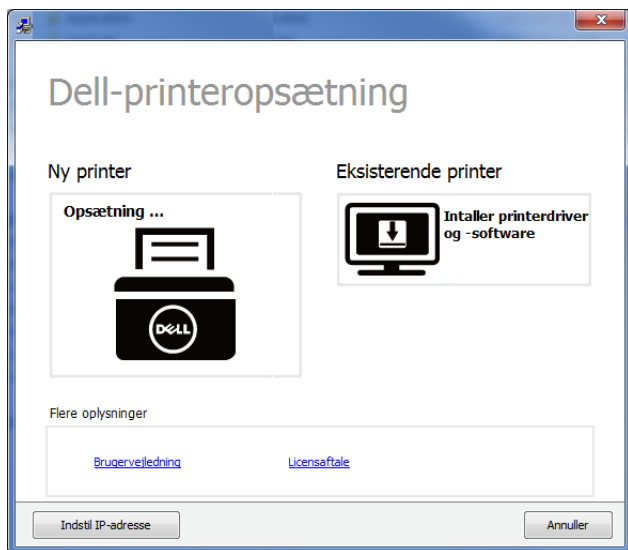 Dell-printeropsætning
Ny printer
Opsætning ...
DELL
Eksisterende printer
Intaller printerdriver
og -software
Flere oplysninger
Brugervejledning
Licensaftale
Indstil IP-adresse
Annuller